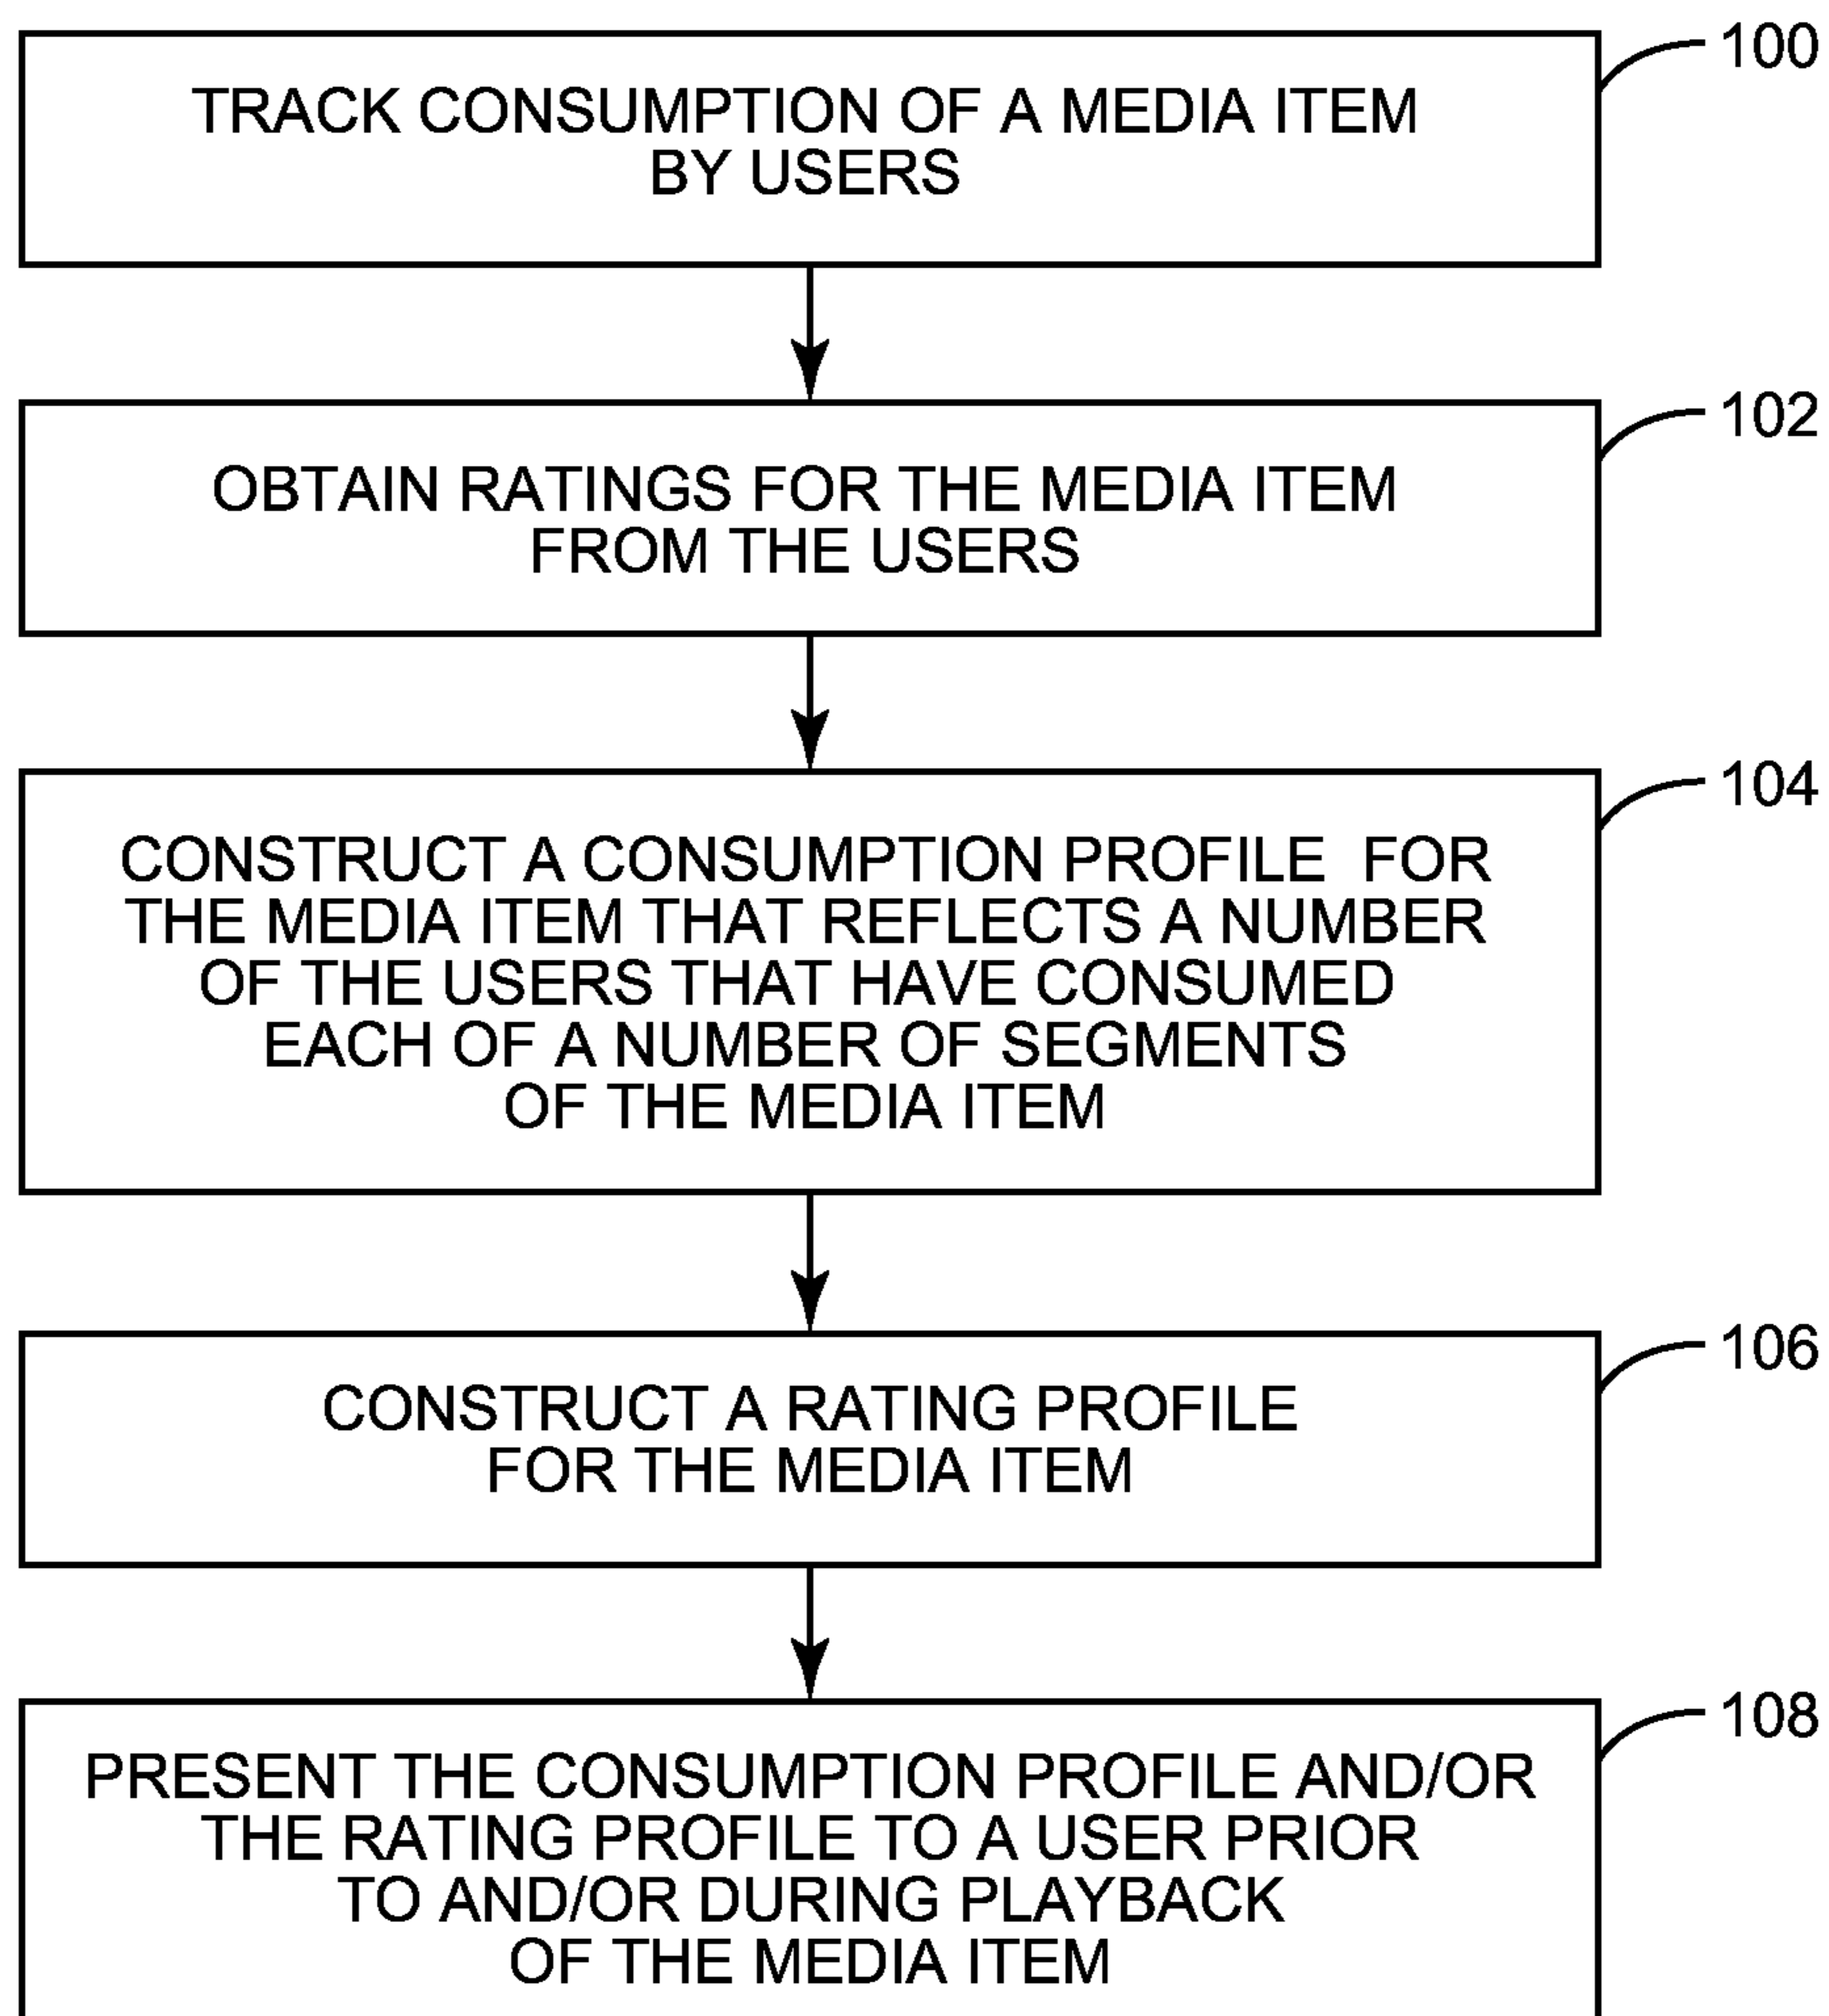 100
TRACK CONSUMPTION OF A MEDIA ITEM
BY USERS
102
OBTAIN RATINGS FOR THE MEDIA ITEM
FROM THE USERS
104
CONSTRUCT A CONSUMPTION PROFILE FOR
THE MEDIA ITEM THAT REFLECTS A NUMBER
OF THE USERS THAT HAVE CONSUMED
EACH OF A NUMBER OF SEGMENTS
OF THE MEDIA ITEM
106
CONSTRUCT A RATING PROFILE
FOR THE MEDIA ITEM
108
PRESENT THE CONSUMPTION PROFILE AND/OR
THE RATING PROFILE TO A USER PRIOR
TO AND/OR DURING PLAYBACK
OF THE MEDIA ITEM